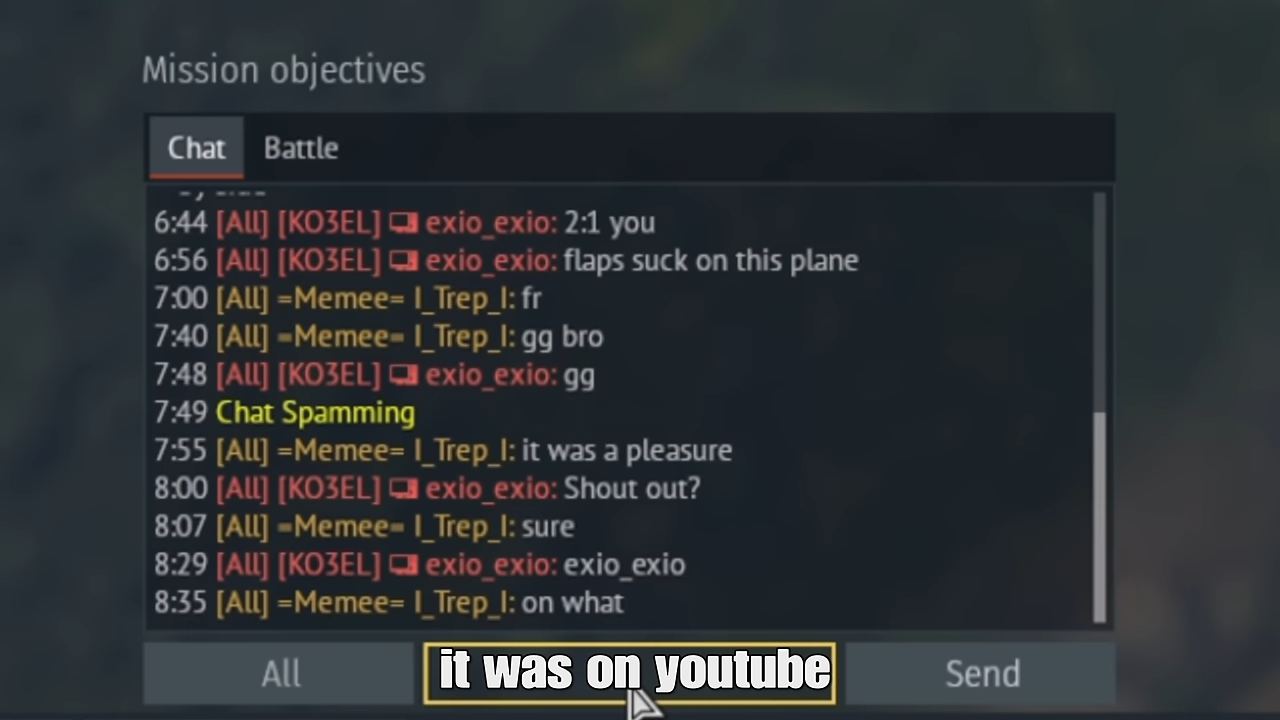 Mission objectives
Chat Battle
6:44 [All] [KO3EL] exio_exio: 2:1 you
6:56 [All] [KO3EL] exio_exio: flaps suck on this plane
7:00 [All] =Memee= I_Trep_I: fr
7:40 [All] =Memee= I_Trep_I: gg bro
7:48 [All] [KO3EL] exio_exio: gg
7:49 Chat Spamming
7:55 [All] =Memee= I_Trep_I: it was a pleasure
8:00 [All] [KO3EL] exio_exio: Shout out?
8:07 [All] =Memee= I_Trep_I: sure
8:29 [All] [KO3EL] exio_exio: exio_exio
8:35 [All] =Memee= I_Trep_I: on what
All it was on youtube Send